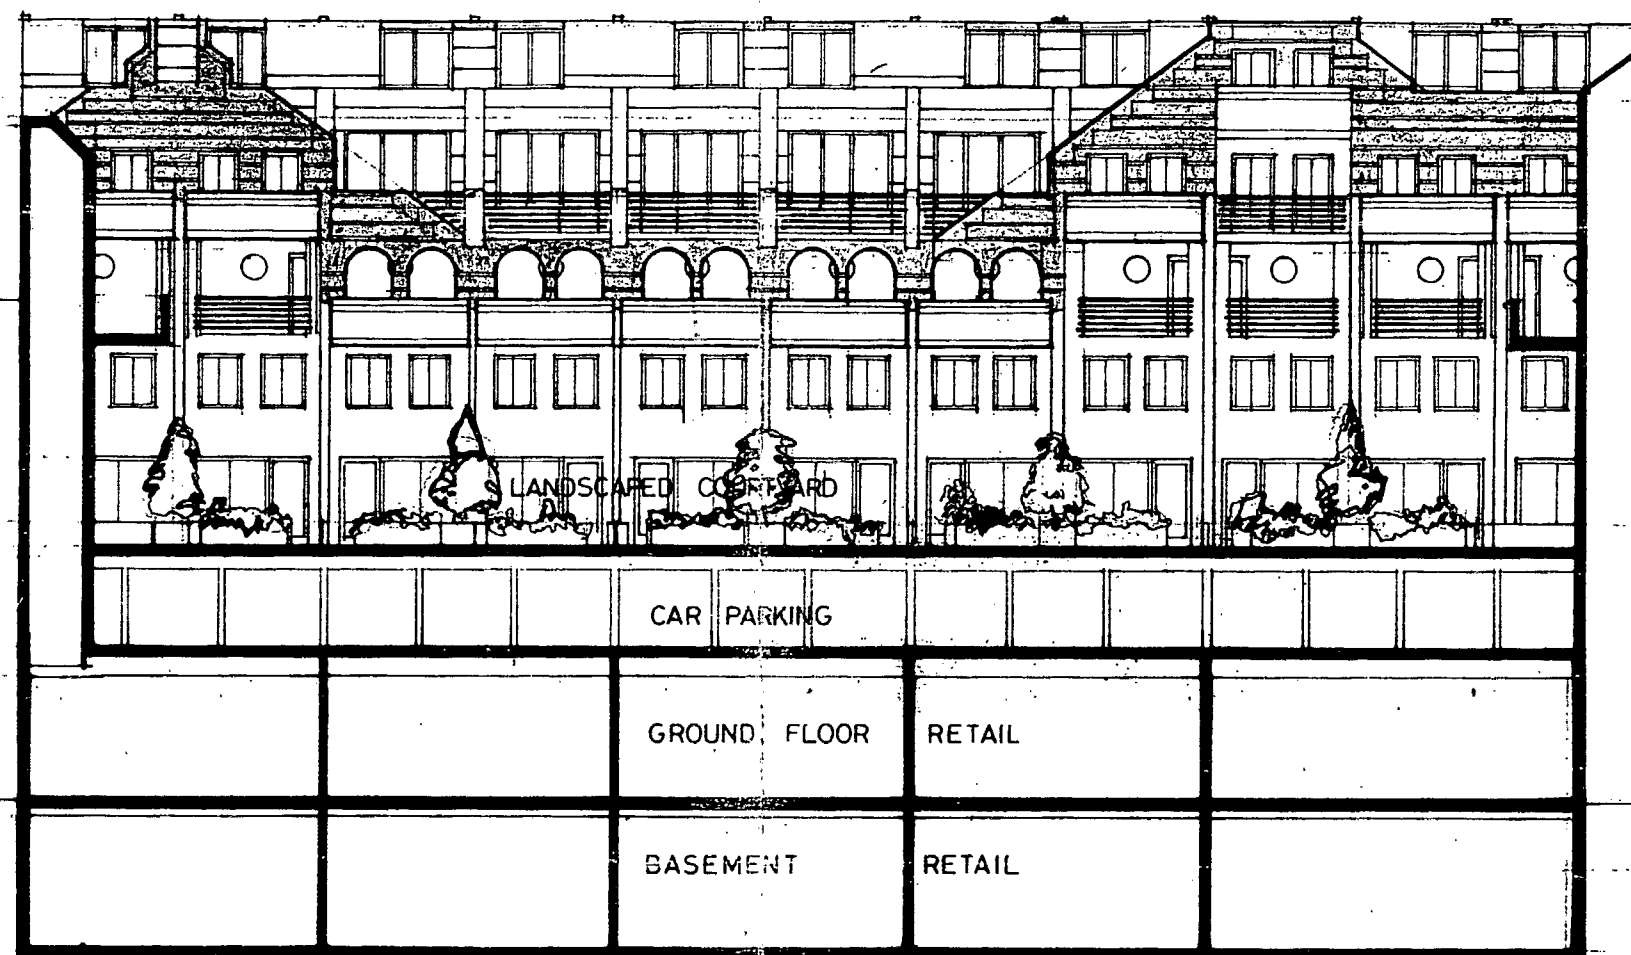 LANDSCAPED COURTYARD
CAR PARKING
GROUND FLOOR RETAIL
BASEMENT RETAIL